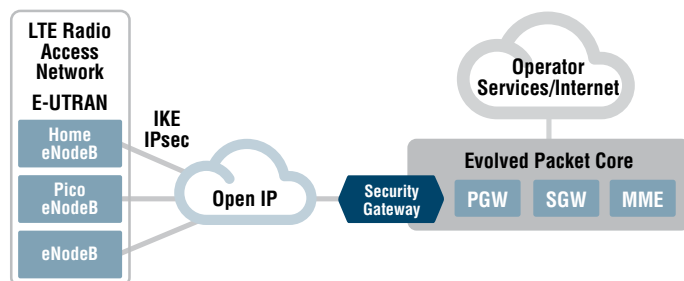 LTE Radio
Access
Network
E-UTRAN
Home
eNodeB
Pico
eNodeB
eNodeB
IKE
IPsec
Open IP
Security
Gateway
Operator
Services/Internet
Evolved Packet Core
PGW
SGW
MME